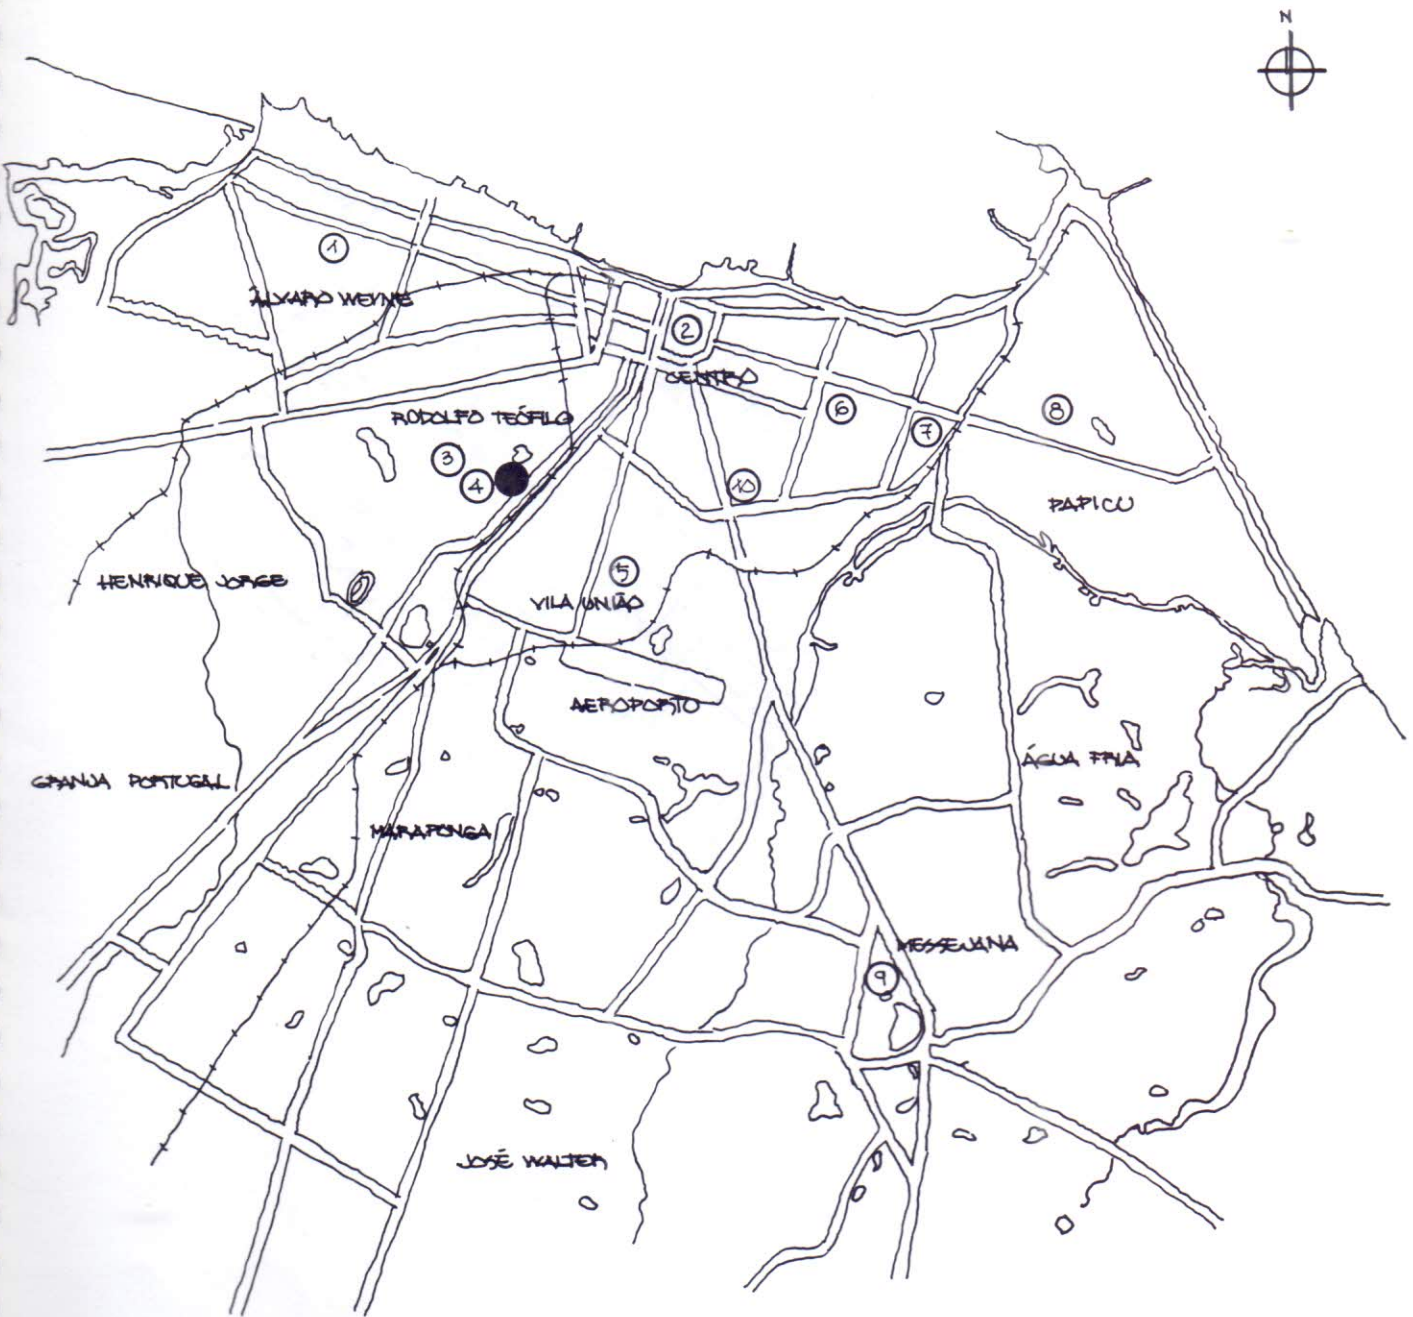 N
1
ÁLVARO WEYNE
2
CENTRO
RODOLFO TEÓFILO
6
8
7
3
4
10
PAPICU
HENRIQUE JORGE
5
VILA UNIÃO
AEROPORTO
ÁGUA FRIA
GRANJA PORTUGAL
MARAPONGA
MESSEJANA
9
JOSÉ WALTER